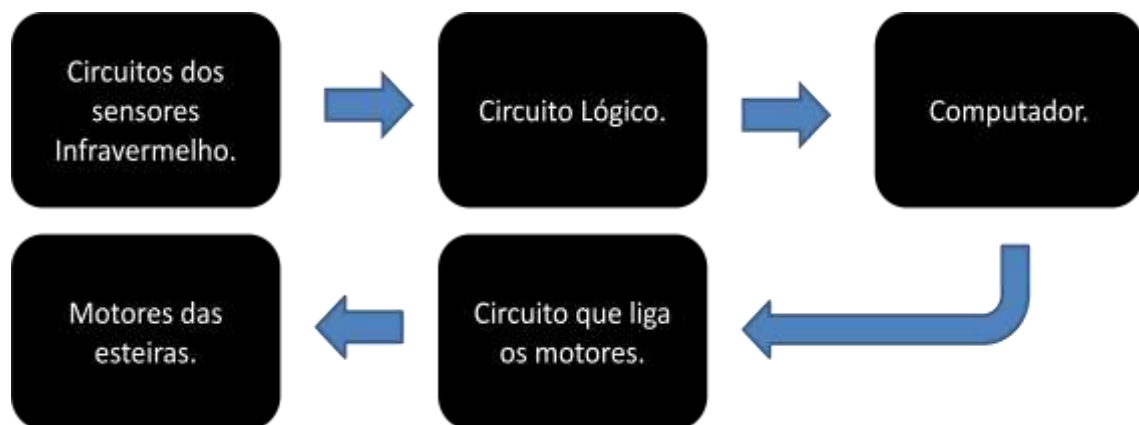 Circuitos dos
sensores
Infravermelho.
Circuito Lógico.
Computador.
Motores das
esteiras.
Circuito que liga
os motores.